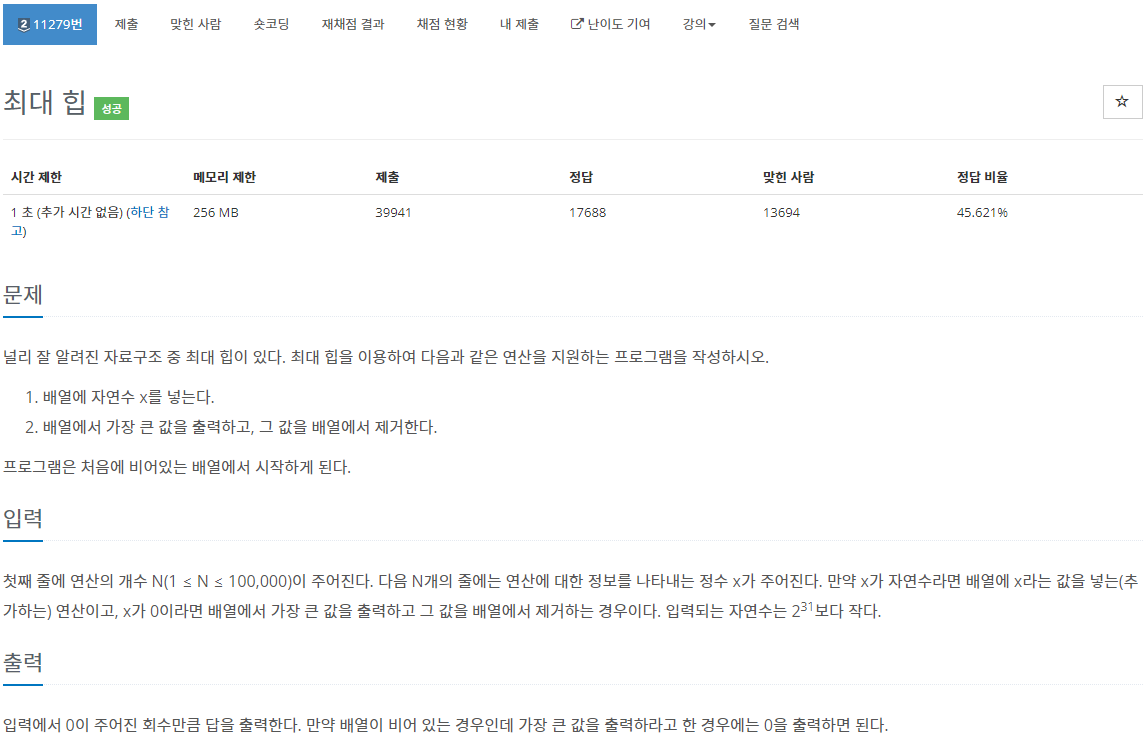 2 11279번 제출 맞힌 사람 숏코딩 재채점 결과 채점 현황 내 제출 난이도 기여 강의 질문 검색
최대 힙 성공
시간 제한 메모리 제한 제출 정답 맞힌 사람 정답 비율
1 초 (추가 시간 없음) (하단 참고) 256 MB 39941 17688 13694 45.621%
문제
널리 잘 알려진 자료구조 중 최대 힙이 있다. 최대 힙을 이용하여 다음과 같은 연산을 지원하는 프로그램을 작성하시오.
1. 배열에 자연수 x를 넣는다.
2. 배열에서 가장 큰 값을 출력하고, 그 값을 배열에서 제거한다.
프로그램은 처음에 비어있는 배열에서 시작하게 된다.
입력
첫째 줄에 연산의 개수 N(1 ≤ N ≤ 100,000)이 주어진다. 다음 N개의 줄에는 연산에 대한 정보를 나타내는 정수 x가 주어진다. 만약 x가 자연수라면 배열에 x라는 값을 넣는(추
가하는) 연산이고, x가 0이라면 배열에서 가장 큰 값을 출력하고 그 값을 배열에서 제거하는 경우이다. 입력되는 자연수는 2³¹보다 작다.
출력
입력에서 0이 주어진 회수만큼 답을 출력한다. 만약 배열이 비어 있는 경우인데 가장 큰 값을 출력하라고 한 경우에는 0을 출력하면 된다.